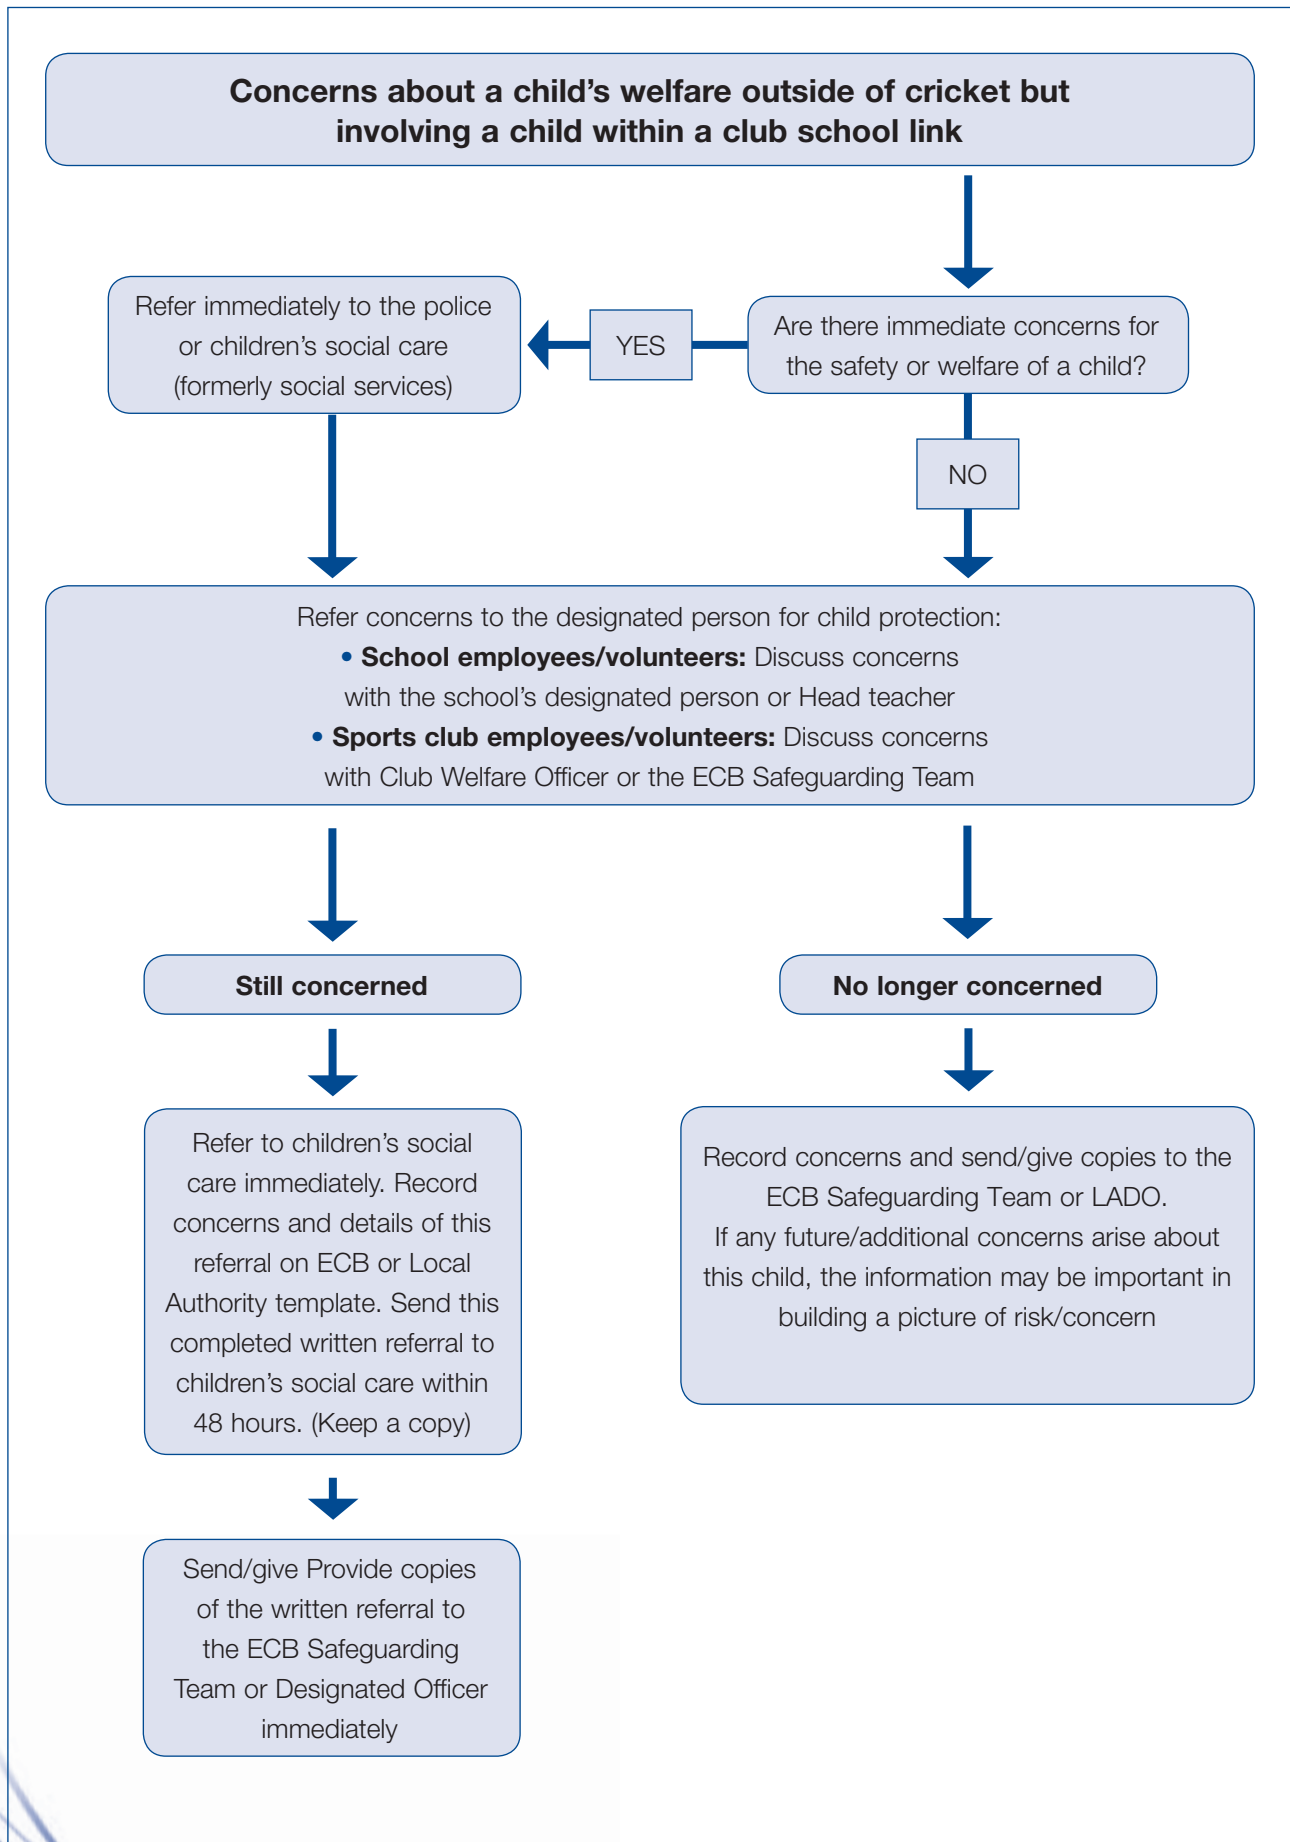 Concerns about a child’s welfare outside of cricket but
involving a child within a club school link
Refer immediately to the police
or children’s social care
(formerly social services)
YES
Are there immediate concerns for
the safety or welfare of a child?
NO
Refer concerns to the designated person for child protection:
• School employees/volunteers: Discuss concerns
with the school’s designated person or Head teacher
• Sports club employees/volunteers: Discuss concerns
with Club Welfare Officer or the ECB Safeguarding Team
Still concerned
No longer concerned
Refer to children’s social
care immediately. Record
concerns and details of this
referral on ECB or Local
Authority template. Send this
completed written referral to
children’s social care within
48 hours. (Keep a copy)
Record concerns and send/give copies to the
ECB Safeguarding Team or LADO.
If any future/additional concerns arise about
this child, the information may be important in
building a picture of risk/concern
Send/give Provide copies
of the written referral to
the ECB Safeguarding
Team or Designated Officer
immediately